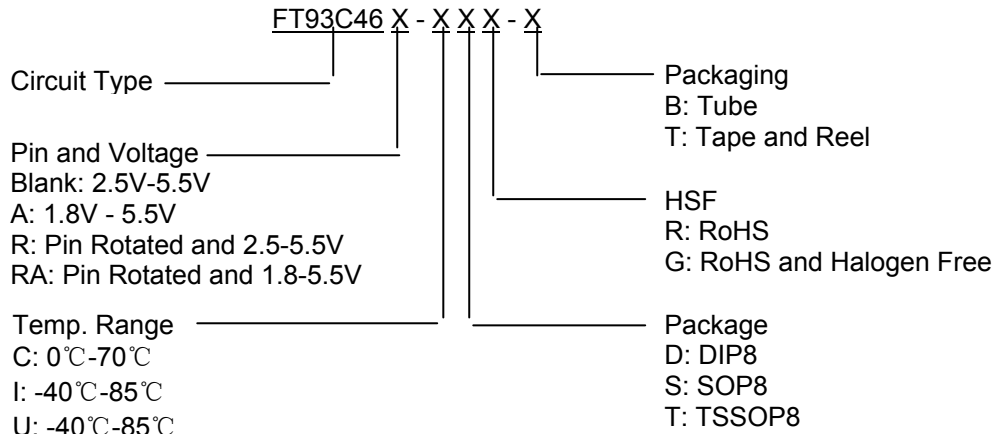 FT93C46 X - X X X - X
Circuit Type
Packaging
B: Tube
T: Tape and Reel
Pin and Voltage
Blank: 2.5V-5.5V
A: 1.8V - 5.5V
R: Pin Rotated and 2.5-5.5V
RA: Pin Rotated and 1.8-5.5V
HSF
R: RoHS
G: RoHS and Halogen Free
Temp. Range
C: 0℃-70℃
I: -40℃-85℃
U: -40℃-85℃
Package
D: DIP8
S: SOP8
T: TSSOP8